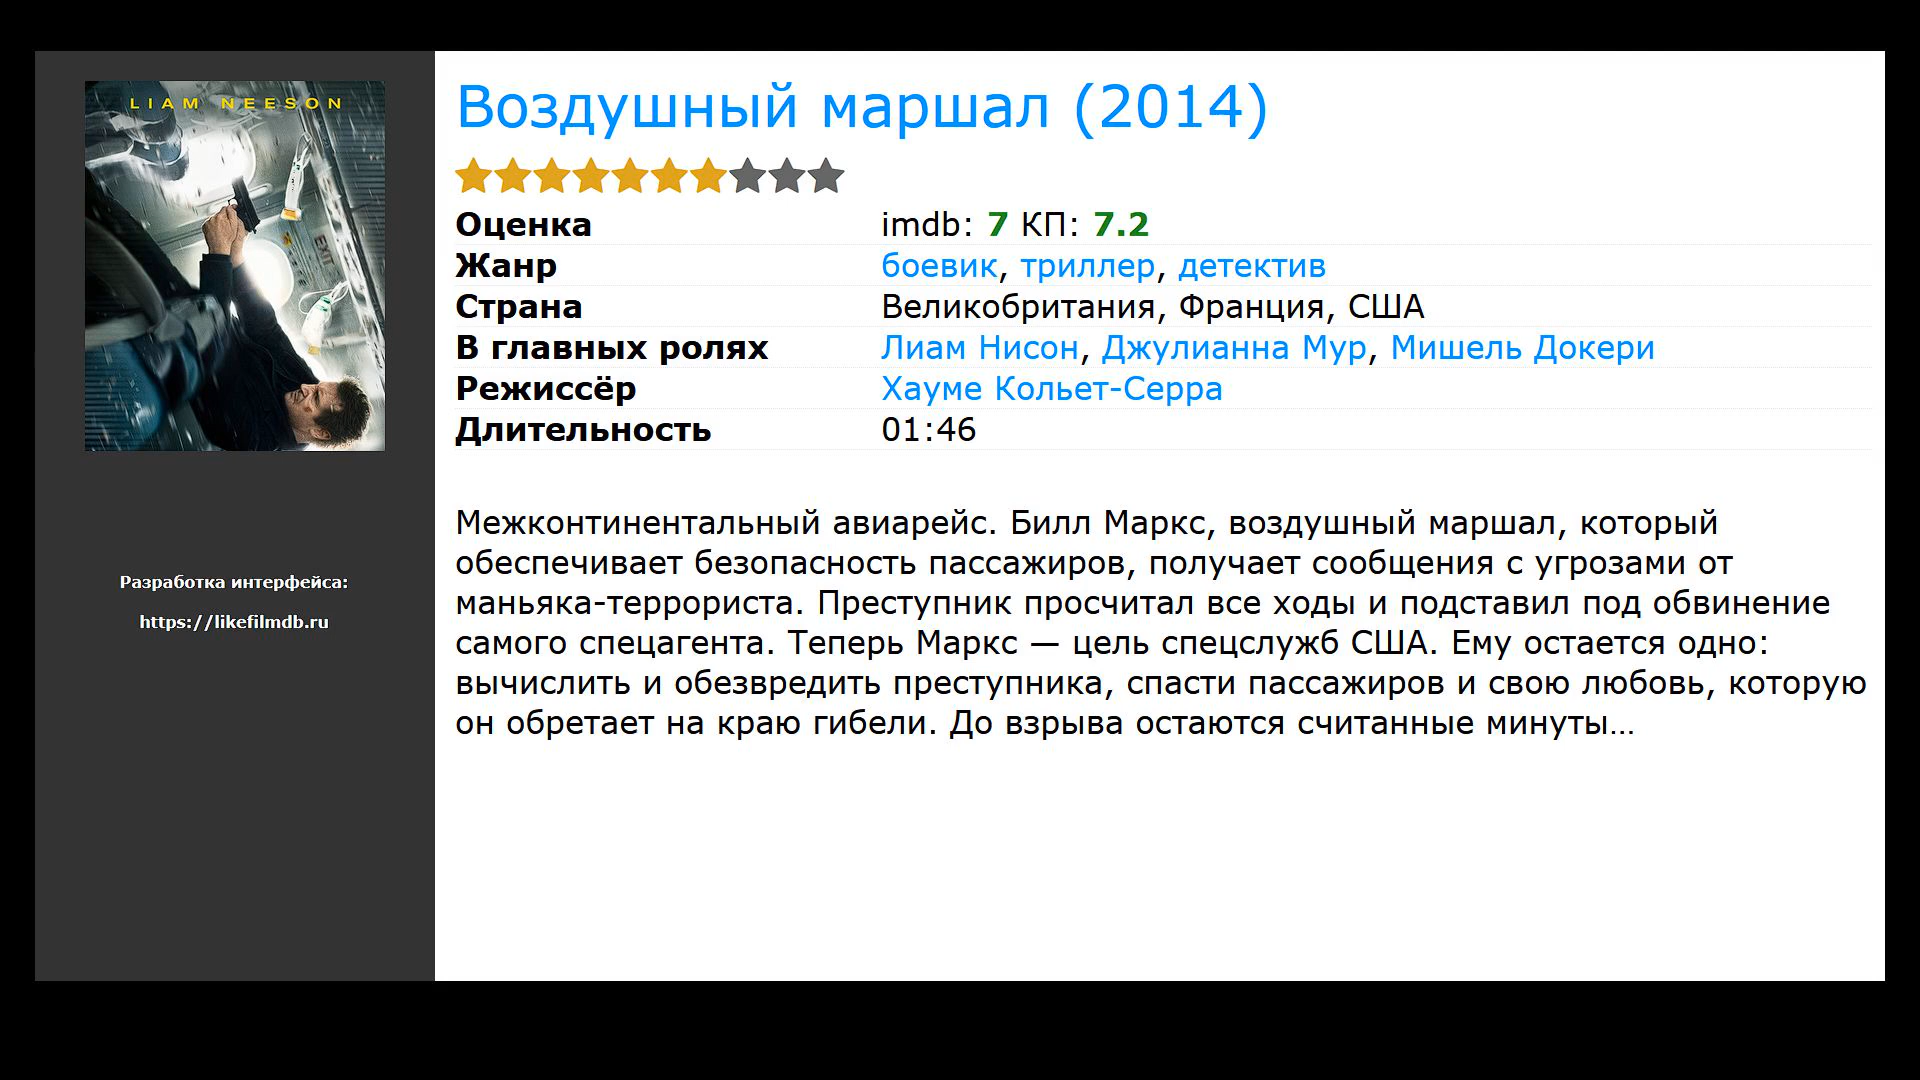 LIAM NEESON
EXIT
Разработка интерфейса:
https://likefilmdb.ru
Воздушный маршал (2014)
Оценка imdb: 7 КП: 7.2
Жанр боевик, триллер, детектив
Страна Великобритания, Франция, США
В главных ролях Лиам Нисон, Джулианна Мур, Мишель Докери
Режиссёр Хауме Кольет-Серра
Длительность 01:46
Межконтинентальный авиарейс. Билл Маркс, воздушный маршал, который
обеспечивает безопасность пассажиров, получает сообщения с угрозами от
маньяка-террориста. Преступник просчитал все ходы и подставил под обвинение
самого спецагента. Теперь Маркс — цель спецслужб США. Ему остается одно:
вычислить и обезвредить преступника, спасти пассажиров и свою любовь, которую
он обретает на краю гибели. До взрыва остаются считанные минуты…